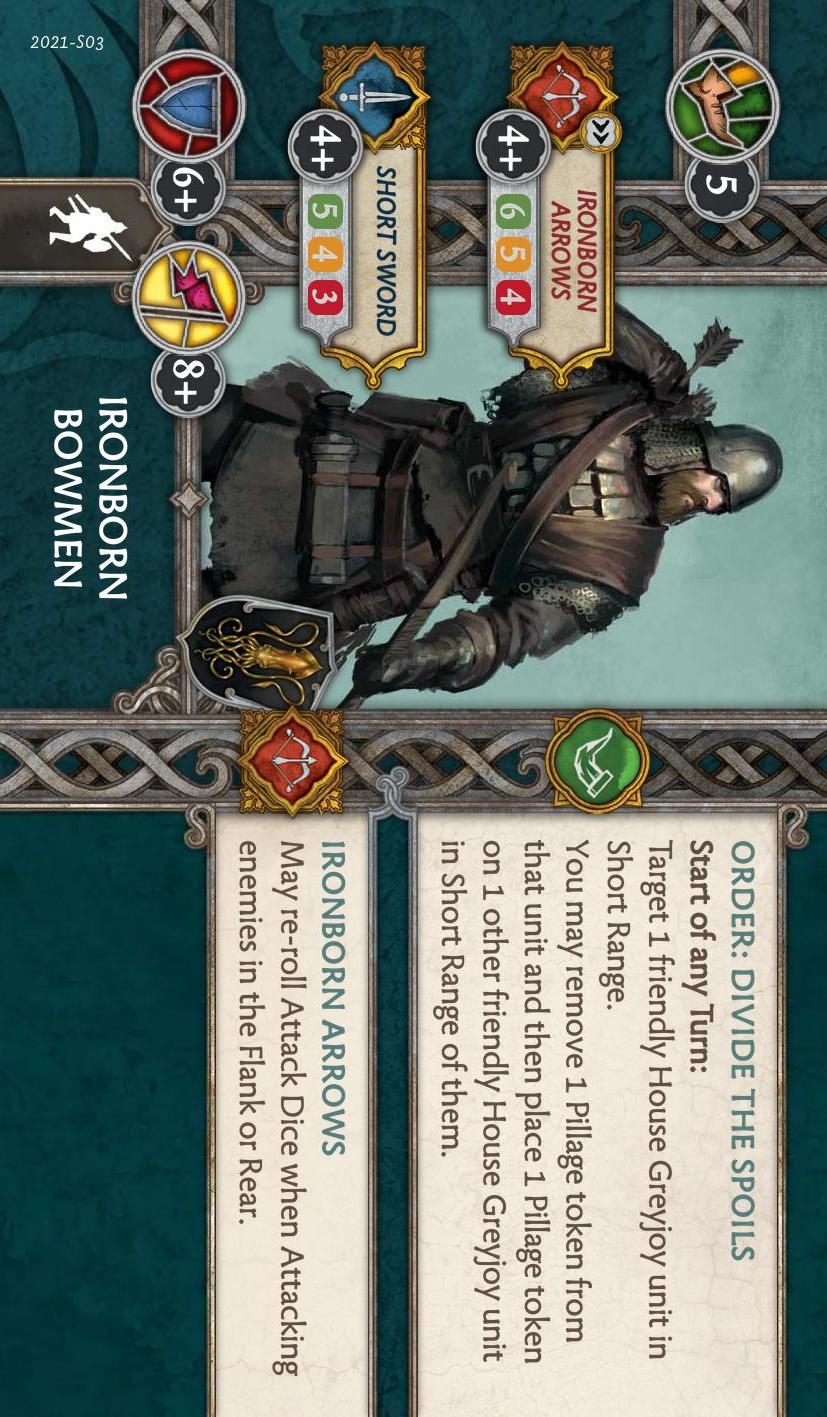 5
IRONBORN
ARROWS
4+
6 5 4
SHORT SWORD
4+
5 4 3
6+
8+
IRONBORN
BOWMEN
2021-S03
ORDER: DIVIDE THE SPOILS
Start of any Turn:
Target 1 friendly House Greyjoy unit in
Short Range.
You may remove 1 Pillage token from
that unit and then place 1 Pillage token
on 1 other friendly House Greyjoy unit
in Short Range of them.
IRONBORN ARROWS
May re-roll Attack Dice when Attacking
enemies in the Flank or Rear.